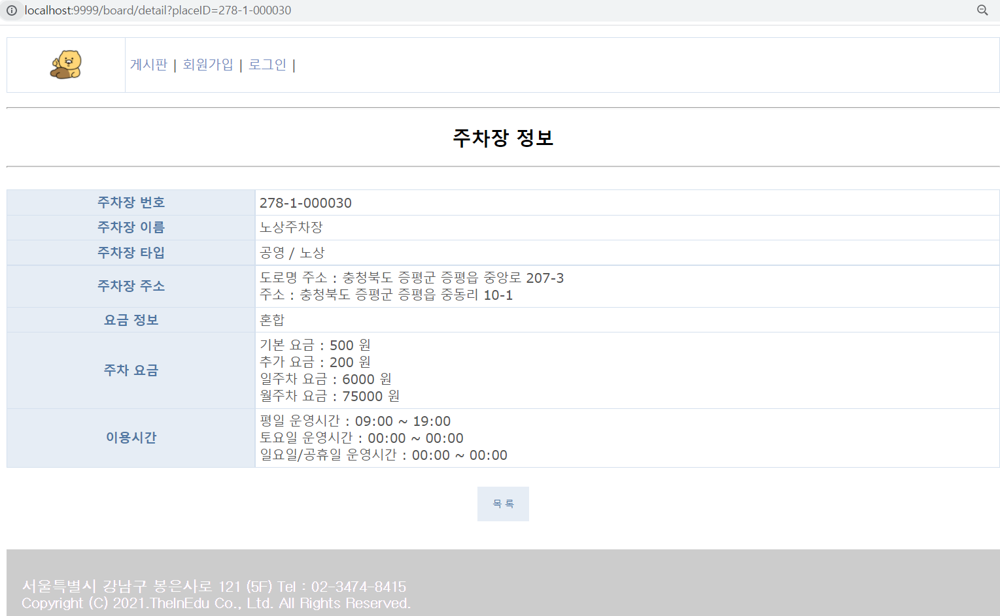 localhost:9999/board/detail?placeID=278-1-000030
게시판 | 회원가입 | 로그인 |
주차장 정보
주차장 번호 278-1-000030
주차장 이름 노상주차장
주차장 타입 공영 / 노상
주차장 주소
도로명 주소 : 충청북도 증평군 증평읍 중앙로 207-3
주소 : 충청북도 증평군 증평읍 중동리 10-1
요금 정보 혼합
주차 요금
기본 요금 : 500 원
추가 요금 : 200 원
일주차 요금 : 6000 원
월주차 요금 : 75000 원
이용시간
평일 운영시간 : 09:00 ~ 19:00
토요일 운영시간 : 00:00 ~ 00:00
일요일/공휴일 운영시간 : 00:00 ~ 00:00
목 록
서울특별시 강남구 봉은사로 121 (5F) Tel : 02-3474-8415
Copyright (C) 2021.TheInEdu Co., Ltd. All Rights Reserved.